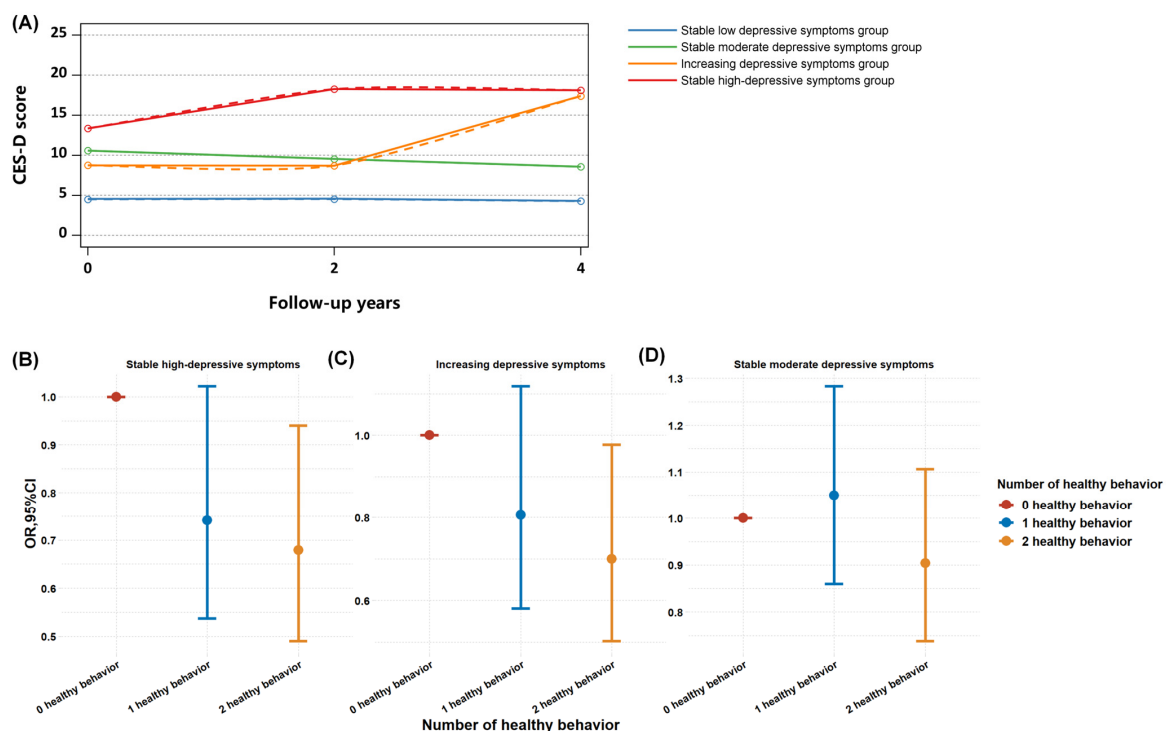 (A)
25
20
15
10
5
0
CES-D score
0 2 4
Follow-up years
Stable low depressive symptoms group
Stable moderate depressive symptoms group
Increasing depressive symptoms group
Stable high-depressive symptoms group
(B)
Stable high-depressive symptoms
1.0
0.9
0.8
0.7
0.6
0.5
OR,95%CI
0 healthy behavior
1 healthy behavior
2 healthy behavior
(C)
Increasing depressive symptoms
1.0
0.8
0.6
0 healthy behavior
1 healthy behavior
2 healthy behavior
Number of healthy behavior
(D)
Stable moderate depressive symptoms
1.3
1.2
1.1
1.0
0.9
0.8
0 healthy behavior
1 healthy behavior
2 healthy behavior
Number of healthy behavior
0 healthy behavior
1 healthy behavior
2 healthy behavior